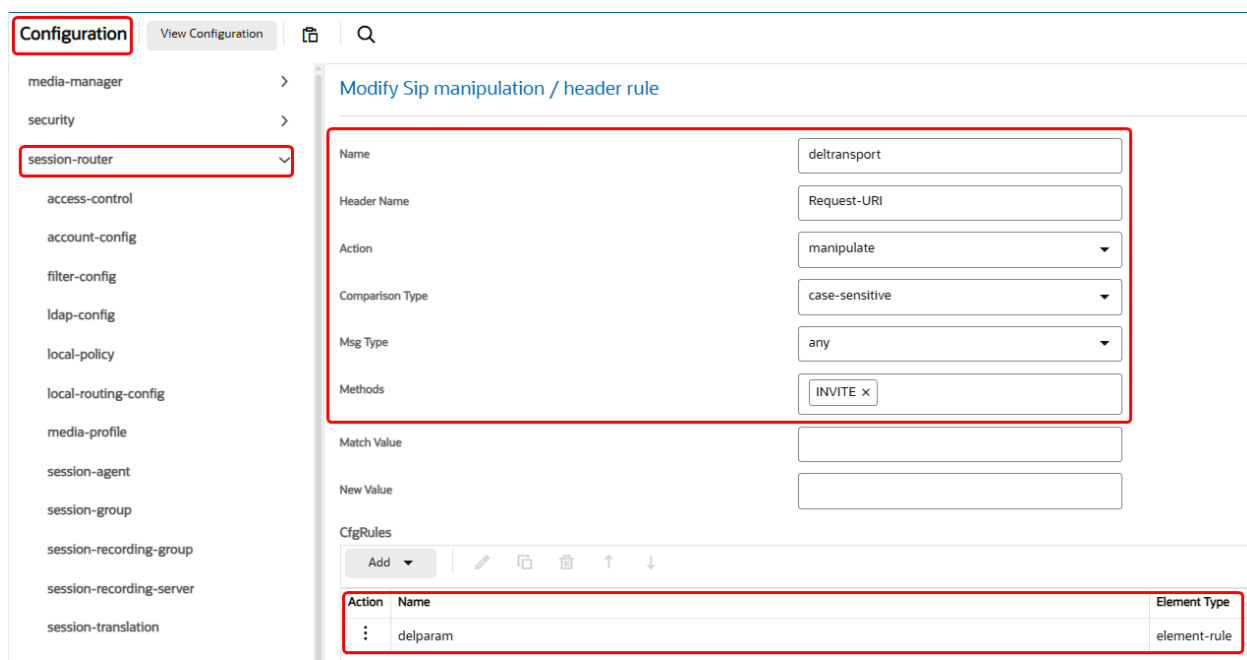 Configuration
View Configuration
media-manager
security
session-router
access-control
account-config
filter-config
ldap-config
local-policy
local-routing-config
media-profile
session-agent
session-group
session-recording-group
session-recording-server
session-translation
Modify Sip manipulation / header rule
Name deltransport
Header Name Request-URI
Action manipulate
Comparison Type case-sensitive
Msg Type any
Methods INVITE ×
Match Value
New Value
CfgRules
Add
Action Name Element Type
delparam element-rule